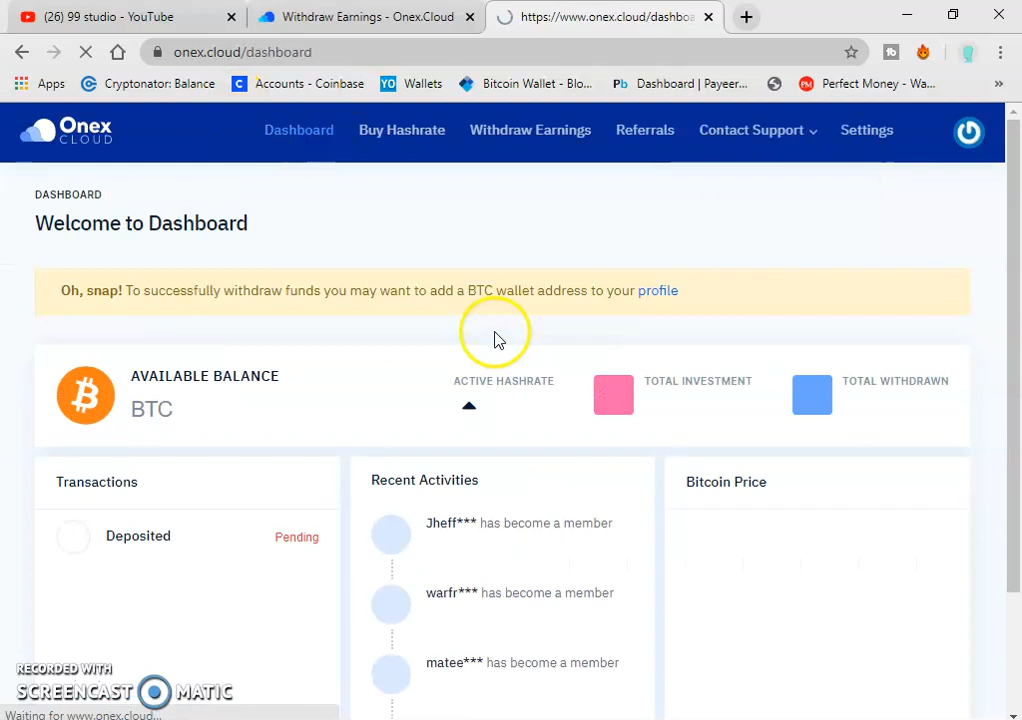 (26) 99 studio - YouTube
Withdraw Earnings - Onex.Cloud
https://www.onex.cloud/dashboa
onex.cloud/dashboard
Apps
Cryptonator: Balance
Accounts - Coinbase
Wallets
Bitcoin Wallet - Blo...
Dashboard | Payeer...
Perfect Money - Wa...
Onex
CLOUD
Dashboard
Buy Hashrate
Withdraw Earnings
Referrals
Contact Support
Settings
DASHBOARD
Welcome to Dashboard
Oh, snap! To successfully withdraw funds you may want to add a BTC wallet address to your profile
AVAILABLE BALANCE
BTC
ACTIVE HASHRATE
TOTAL INVESTMENT
TOTAL WITHDRAWN
Transactions
Deposited
Pending
Recent Activities
Jheff*** has become a member
warfr*** has become a member
matee*** has become a member
Bitcoin Price
RECORDED WITH
SCREENCAST MATIC
Waiting for www.onex.cloud...